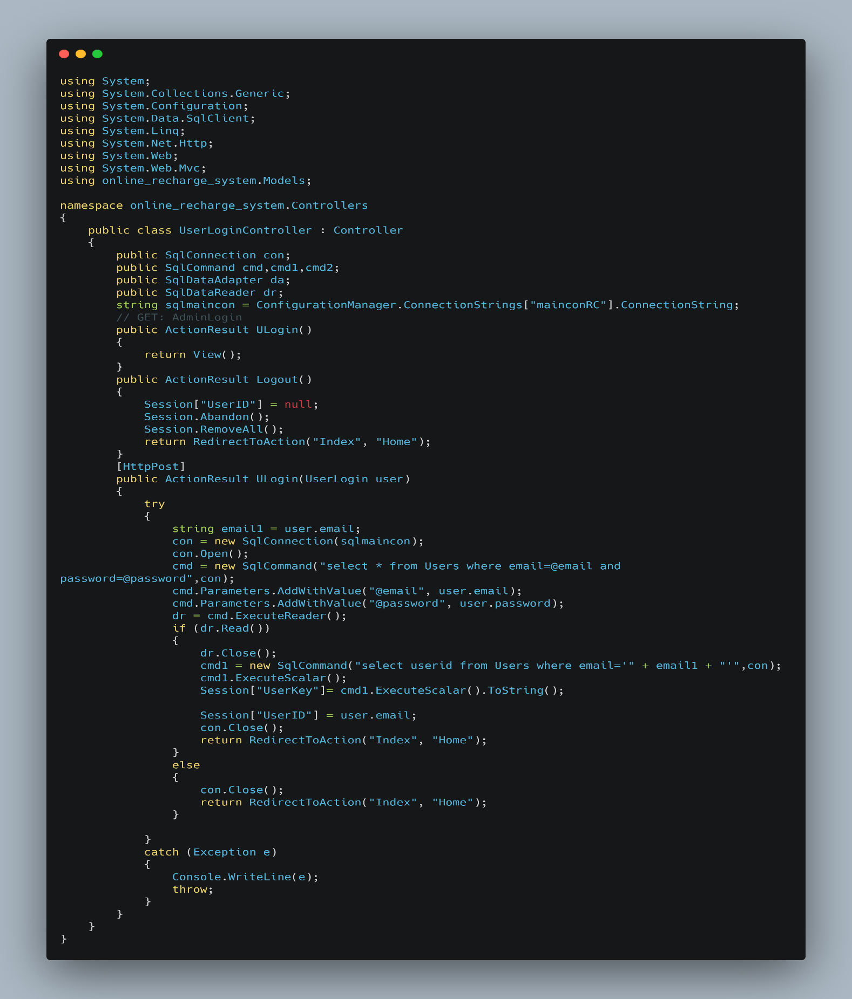 using System;
using System.Collections.Generic;
using System.Configuration;
using System.Data.SqlClient;
using System.Linq;
using System.Net.Http;
using System.Web;
using System.Web.Mvc;
using online_recharge_system.Models;

namespace online_recharge_system.Controllers
{
    public class UserLoginController : Controller
    {
        public SqlConnection con;
        public SqlCommand cmd,cmd1,cmd2;
        public SqlDataAdapter da;
        public SqlDataReader dr;
        string sqlmaincon = ConfigurationManager.ConnectionStrings["mainconRC"].ConnectionString;
        // GET: AdminLogin
        public ActionResult ULogin()
        {
            return View();
        }
        public ActionResult Logout()
        {
            Session["UserID"] = null;
            Session.Abandon();
            Session.RemoveAll();
            return RedirectToAction("Index", "Home");
        }
        [HttpPost]
        public ActionResult ULogin(UserLogin user)
        {
            try
            {
                string email1 = user.email;
                con = new SqlConnection(sqlmaincon);
                con.Open();
                cmd = new SqlCommand("select * from Users where email=@email and
password=@password",con);
                cmd.Parameters.AddWithValue("@email", user.email);
                cmd.Parameters.AddWithValue("@password", user.password);
                dr = cmd.ExecuteReader();
                if (dr.Read())
                {
                    dr.Close();
                    cmd1 = new SqlCommand("select userid from Users where email='" + email1 + "'",con);
                    cmd1.ExecuteScalar();
                    Session["UserKey"]= cmd1.ExecuteScalar().ToString();

                    Session["UserID"] = user.email;
                    con.Close();
                    return RedirectToAction("Index", "Home");
                }
                else
                {
                    con.Close();
                    return RedirectToAction("Index", "Home");
                }

            }
            catch (Exception e)
            {
                Console.WriteLine(e);
                throw;
            }
        }
    }
}